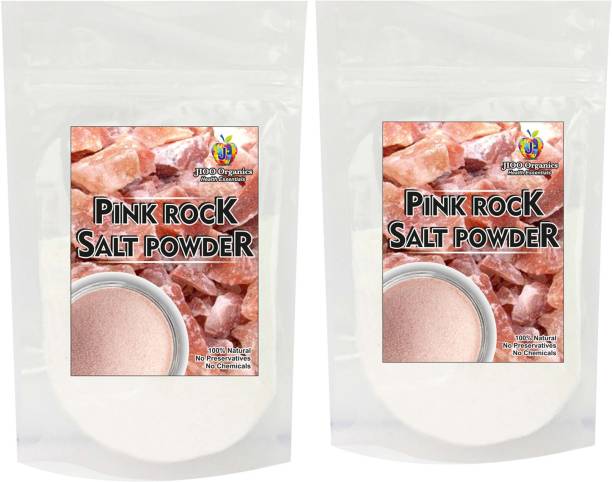 JIOO Organics
Health Essentials
PINK ROCK
SALT POWDER
100% Natural
No Preservatives
No Chemicals
JIOO Organics
Health Essentials
PINK ROCK
SALT POWDER
100% Natural
No Preservatives
No Chemicals